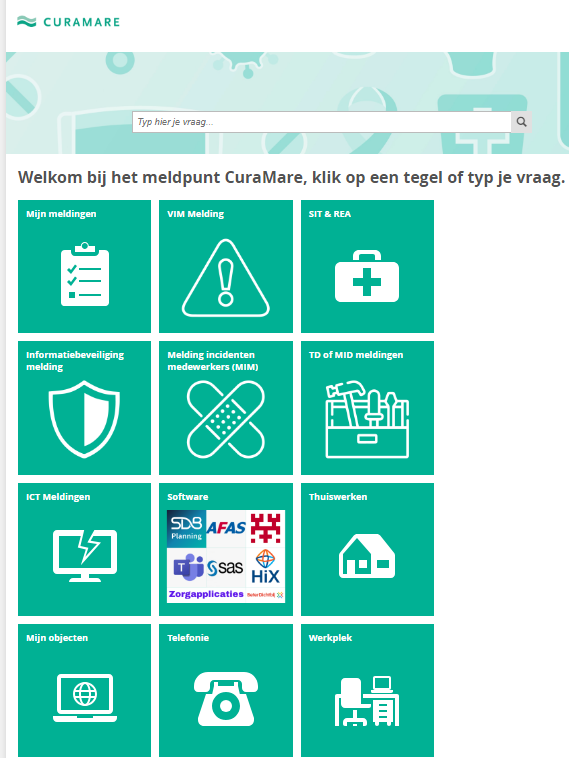 CURAMARE
Typ hier je vraag...
Welkom bij het meldpunt CuraMare, klik op een tegel of typ je vraag.
Mijn meldingen
VIM Melding
SIT & REA
Informatiebeveiliging
melding
Melding incidenten
medewerkers (MIM)
TD of MID meldingen
ICT Meldingen
Software
SDB
Planning
AFAS
T
sas
HiX
Zorgapplicaties
BeterDichtbij
Thuiswerken
Mijn objecten
Telefonie
Werkplek